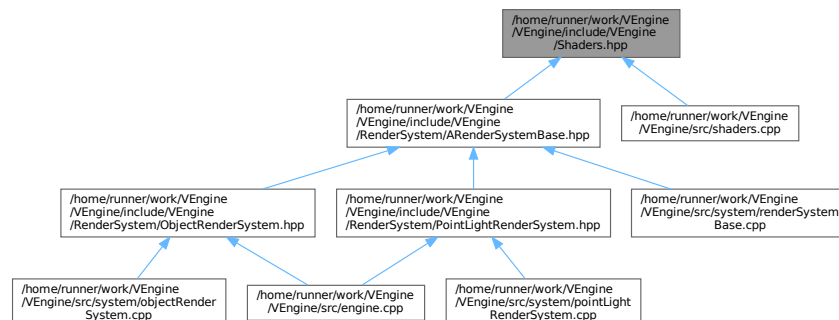 /home/runner/work/VEngine
/VEngine/include/VEngine
/Shaders.hpp
/home/runner/work/VEngine
/VEngine/include/VEngine
/RenderSystem/ARenderSystemBase.hpp
/home/runner/work/VEngine
/VEngine/src/shaders.cpp
/home/runner/work/VEngine
/VEngine/include/VEngine
/RenderSystem/ObjectRenderSystem.hpp
/home/runner/work/VEngine
/VEngine/include/VEngine
/RenderSystem/PointLightRenderSystem.hpp
/home/runner/work/VEngine
/VEngine/src/system/renderSystem
Base.cpp
/home/runner/work/VEngine
/VEngine/src/system/objectRender
System.cpp
/home/runner/work/VEngine
/VEngine/src/engine.cpp
/home/runner/work/VEngine
/VEngine/src/system/pointLight
RenderSystem.cpp